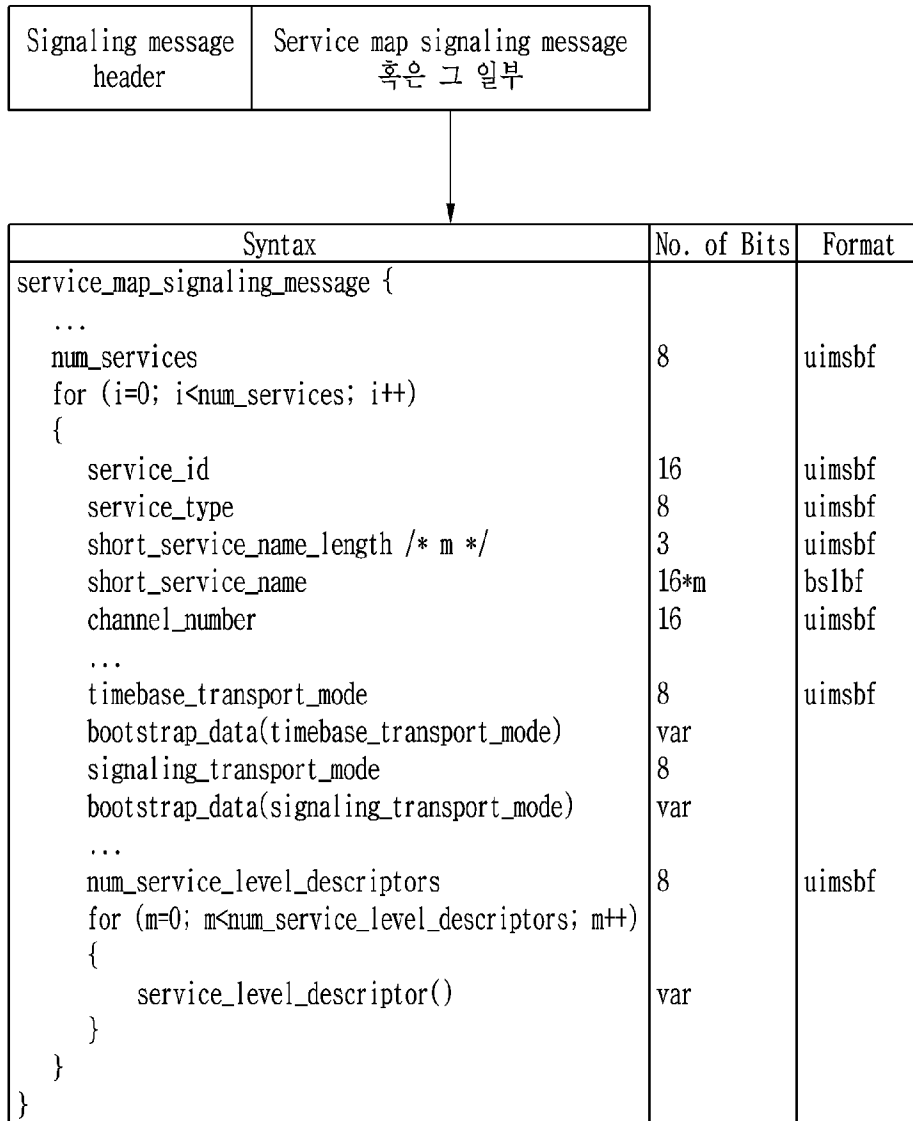 Signaling message header
Service map signaling message 혹은 그 일부
Syntax No. of Bits Format
service_map_signaling_message {
...
num_services 8 uimsbf
for (i=0; i<num_services; i++)
{
service_id 16 uimsbf
service_type 8 uimsbf
short_service_name_length /* m */ 3 uimsbf
short_service_name 16*m bslbf
channel_number 16 uimsbf
...
timebase_transport_mode 8 uimsbf
bootstrap_data(timebase_transport_mode) var
signaling_transport_mode 8
bootstrap_data(signaling_transport_mode) var
...
num_service_level_descriptors 8 uimsbf
for (m=0; m<num_service_level_descriptors; m++)
{
service_level_descriptor() var
}
}
}